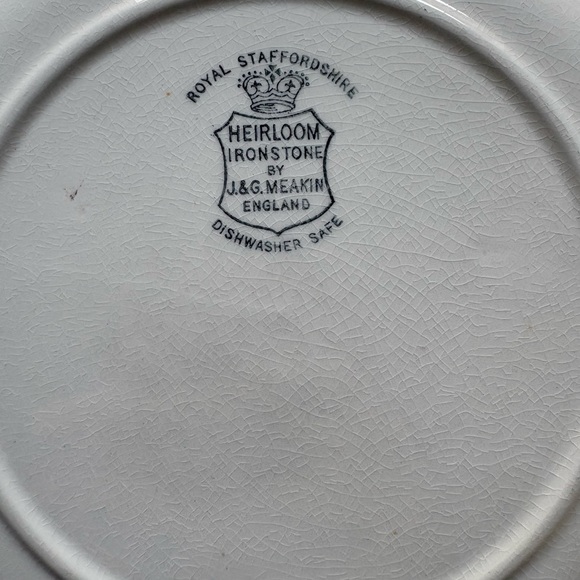 ROYAL STAFFORDSHIRE
HEIRLOOM
IRONSTONE
BY
J.&G. MEAKIN
ENGLAND
DISHWASHER SAFE